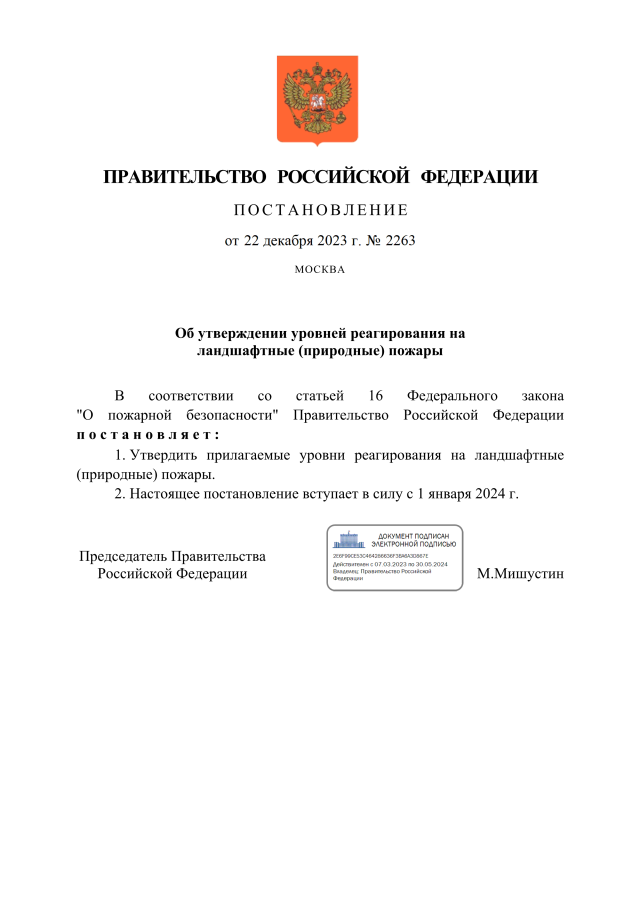 ПРАВИТЕЛЬСТВО РОССИЙСКОЙ ФЕДЕРАЦИИ
ПОСТАНОВЛЕНИЕ
от 22 декабря 2023 г. № 2263
МОСКВА
Об утверждении уровней реагирования на
ландшафтные (природные) пожары
В соответствии со статьей 16 Федерального закона
"О пожарной безопасности" Правительство Российской Федерации
постановляет:
1. Утвердить прилагаемые уровни реагирования на ландшафтные
(природные) пожары.
2. Настоящее постановление вступает в силу с 1 января 2024 г.
Председатель Правительства
Российской Федерации
ДОКУМЕНТ ПОДПИСАН
ЭЛЕКТРОННОЙ ПОДПИСЬЮ
Действителен с 07.03.2023 по 30.05.2024
Владелец: Правительство Российской
Федерации
М.Мишустин